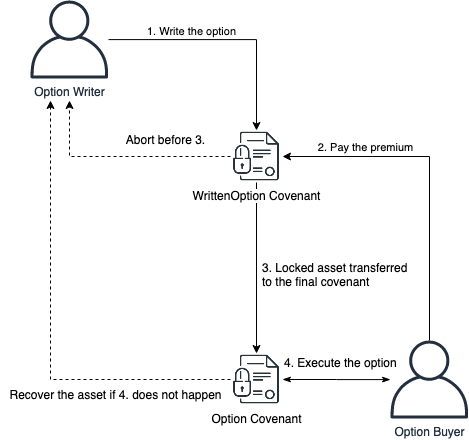 1. Write the option
Option Writer
Abort before 3.
2. Pay the premium
WrittenOption Covenant
3. Locked asset transferred
to the final covenant
4. Execute the option
Recover the asset if 4. does not happen
Option Covenant
Option Buyer